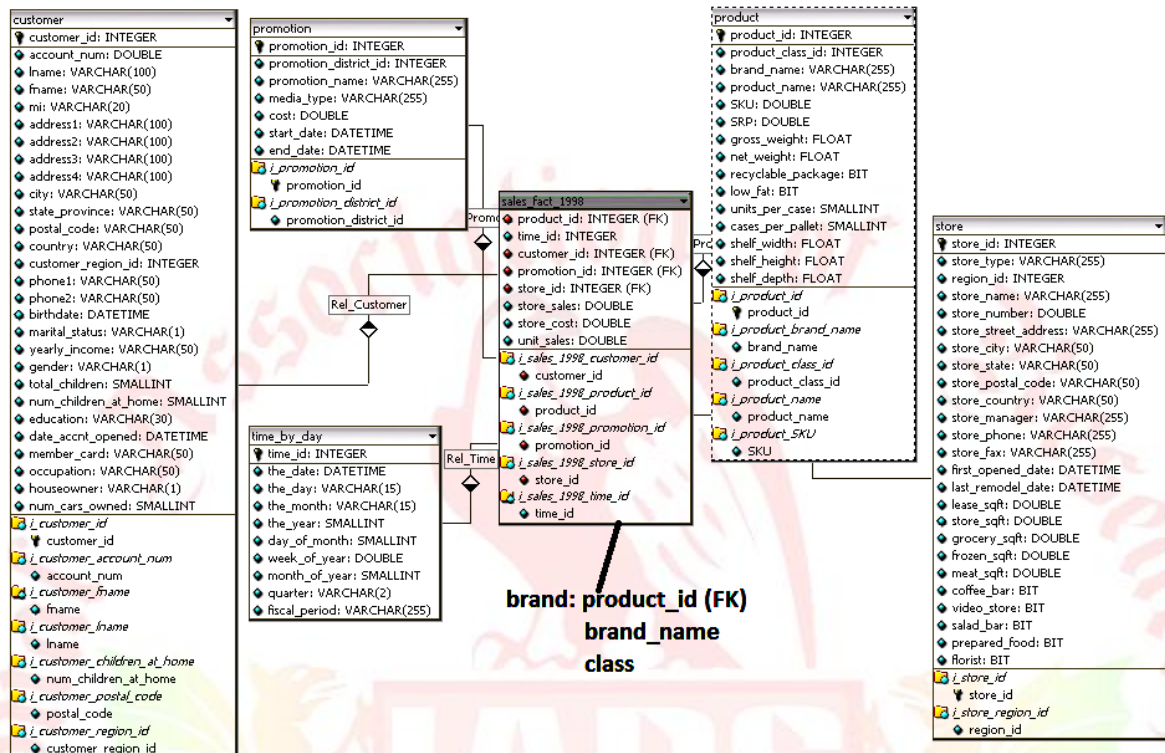 customer
customer_id: INTEGER
account_num: DOUBLE
lname: VARCHAR(100)
fname: VARCHAR(50)
mi: VARCHAR(20)
address1: VARCHAR(100)
address2: VARCHAR(100)
address3: VARCHAR(100)
address4: VARCHAR(100)
city: VARCHAR(50)
state_province: VARCHAR(50)
postal_code: VARCHAR(50)
country: VARCHAR(50)
customer_region_id: INTEGER
phone1: VARCHAR(50)
phone2: VARCHAR(50)
birthdate: DATETIME
marital_status: VARCHAR(1)
yearly_income: VARCHAR(50)
gender: VARCHAR(1)
total_children: SMALLINT
num_children_at_home: SMALLINT
education: VARCHAR(30)
date_accnt_opened: DATETIME
member_card: VARCHAR(50)
occupation: VARCHAR(50)
houseowner: VARCHAR(1)
num_cars_owned: SMALLINT
i_customer_id
customer_id
i_customer_account_num
account_num
i_customer_fname
fname
i_customer_lname
lname
i_customer_children_at_home
num_children_at_home
i_customer_postal_code
postal_code
i_customer_region_id
customer_region_id
promotion
promotion_id: INTEGER
promotion_district_id: INTEGER
promotion_name: VARCHAR(255)
media_type: VARCHAR(255)
cost: DOUBLE
start_date: DATETIME
end_date: DATETIME
i_promotion_id
promotion_id
i_promotion_district_id
promotion_district_id
Rel_Customer
time_by_day
time_id: INTEGER
the_date: DATETIME
the_day: VARCHAR(15)
the_month: VARCHAR(15)
the_year: SMALLINT
day_of_month: SMALLINT
week_of_year: DOUBLE
month_of_year: SMALLINT
quarter: VARCHAR(2)
fiscal_period: VARCHAR(255)
Rel_Time
Promo
sales_fact_1998
product_id: INTEGER (FK)
time_id: INTEGER
customer_id: INTEGER (FK)
promotion_id: INTEGER (FK)
store_id: INTEGER (FK)
store_sales: DOUBLE
store_cost: DOUBLE
unit_sales: DOUBLE
i_sales_1998_customer_id
customer_id
i_sales_1998_product_id
product_id
i_sales_1998_promotion_id
promotion_id
i_sales_1998_store_id
store_id
i_sales_1998_time_id
time_id
brand: product_id (FK)
brand_name
class
Pro
product
product_id: INTEGER
product_class_id: INTEGER
brand_name: VARCHAR(255)
product_name: VARCHAR(255)
SKU: DOUBLE
SRP: DOUBLE
gross_weight: FLOAT
net_weight: FLOAT
recyclable_package: BIT
low_fat: BIT
units_per_case: SMALLINT
cases_per_pallet: SMALLINT
shelf_width: FLOAT
shelf_height: FLOAT
shelf_depth: FLOAT
i_product_id
product_id
i_product_brand_name
brand_name
i_product_class_id
product_class_id
i_product_name
product_name
i_product_SKU
SKU
store
store_id: INTEGER
store_type: VARCHAR(255)
region_id: INTEGER
store_name: VARCHAR(255)
store_number: DOUBLE
store_street_address: VARCHAR(255)
store_city: VARCHAR(50)
store_state: VARCHAR(50)
store_postal_code: VARCHAR(50)
store_country: VARCHAR(50)
store_manager: VARCHAR(255)
store_phone: VARCHAR(255)
store_fax: VARCHAR(255)
first_opened_date: DATETIME
last_remodel_date: DATETIME
lease_sqft: DOUBLE
store_sqft: DOUBLE
grocery_sqft: DOUBLE
frozen_sqft: DOUBLE
meat_sqft: DOUBLE
coffee_bar: BIT
video_store: BIT
salad_bar: BIT
prepared_food: BIT
florist: BIT
i_store_id
store_id
i_store_region_id
region_id